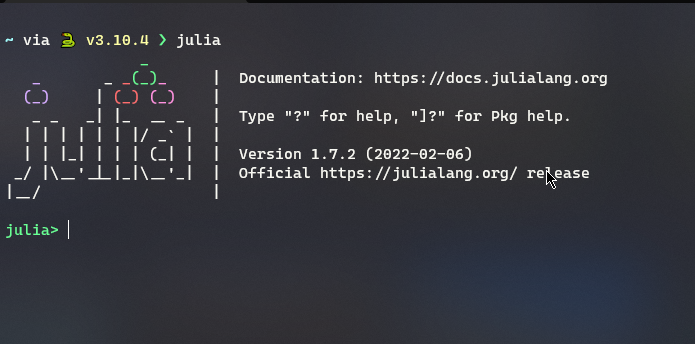 ~ via 🐍 v3.10.4 ❯ julia
               _
   _       _ _(_)_     |  Documentation: https://docs.julialang.org
  (_)     | (_) (_)    |
   _ _   _| |_  __ _   |  Type "?" for help, "]?" for Pkg help.
  | | | | | | |/ _` |  |
  | | |_| | | | (_| |  |  Version 1.7.2 (2022-02-06)
 _/ |\__'_|_|_|\__'_|  |  Official https://julialang.org/ release
|__/                   |
julia>